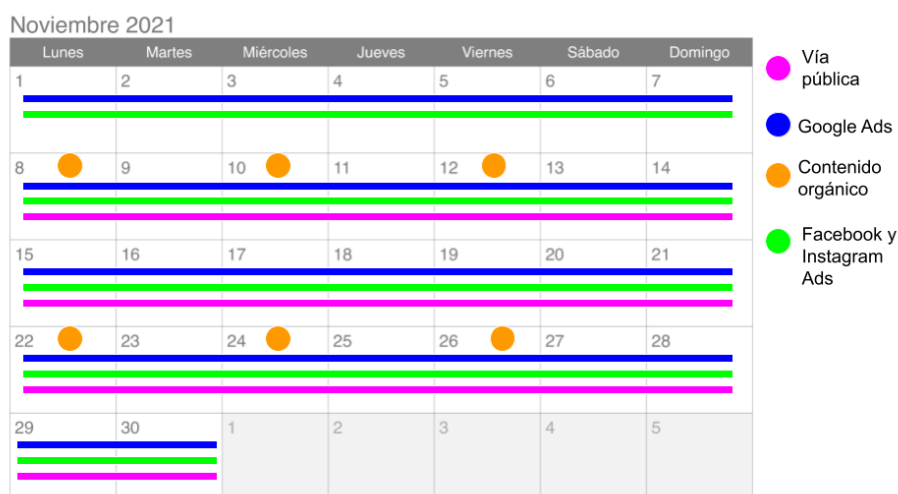 Noviembre 2021
Lunes Martes Miércoles Jueves Viernes Sábado Domingo
1 2 3 4 5 6 7
8 9 10 11 12 13 14
15 16 17 18 19 20 21
22 23 24 25 26 27 28
29 30 1 2 3 4 5
Vía
pública
Google Ads
Contenido
orgánico
Facebook y
Instagram
Ads